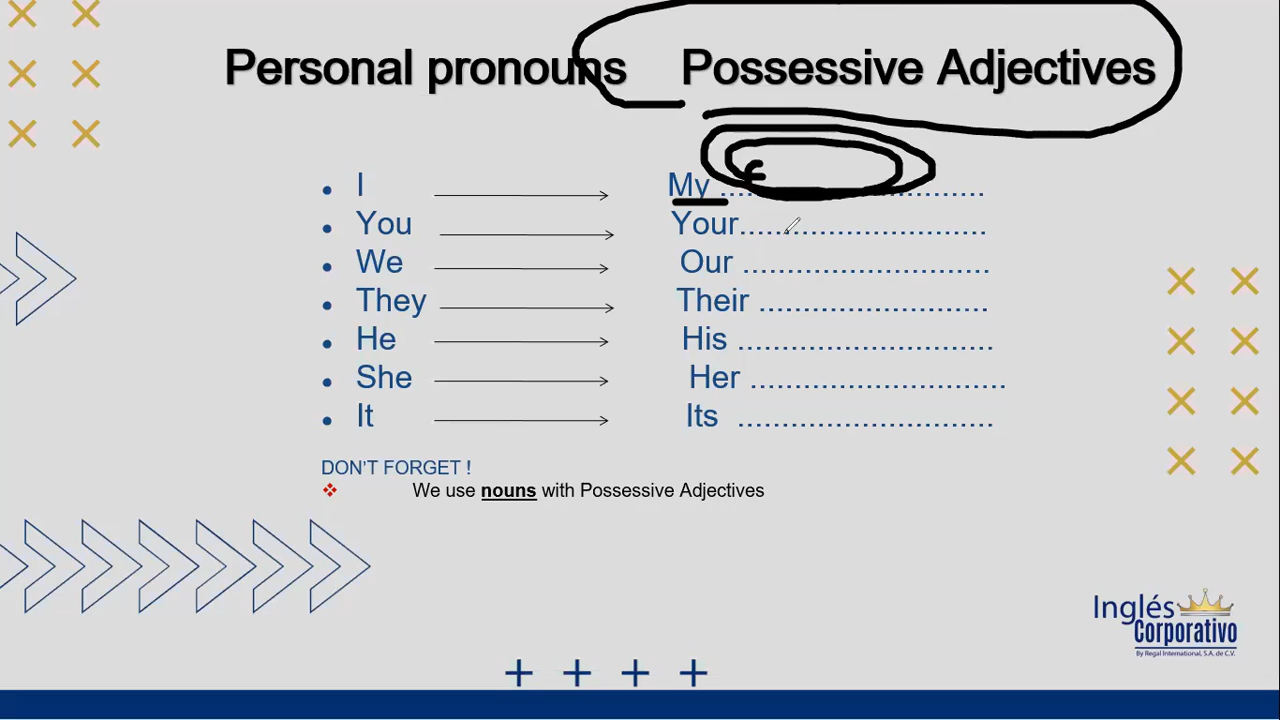 Personal pronouns Possessive Adjectives
• I My ................................
• You Your................................
• We Our ................................
• They Their .............................
• He His .................................
• She Her .................................
• It Its .................................
DON'T FORGET !
❖ We use nouns with Possessive Adjectives
Inglés
Corporativo
By Regal International, S.A. de C.V.